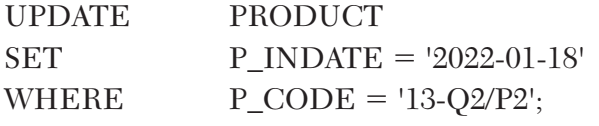 UPDATE PRODUCT
SET P_INDATE = '2022-01-18'
WHERE P_CODE = '13-Q2/P2';